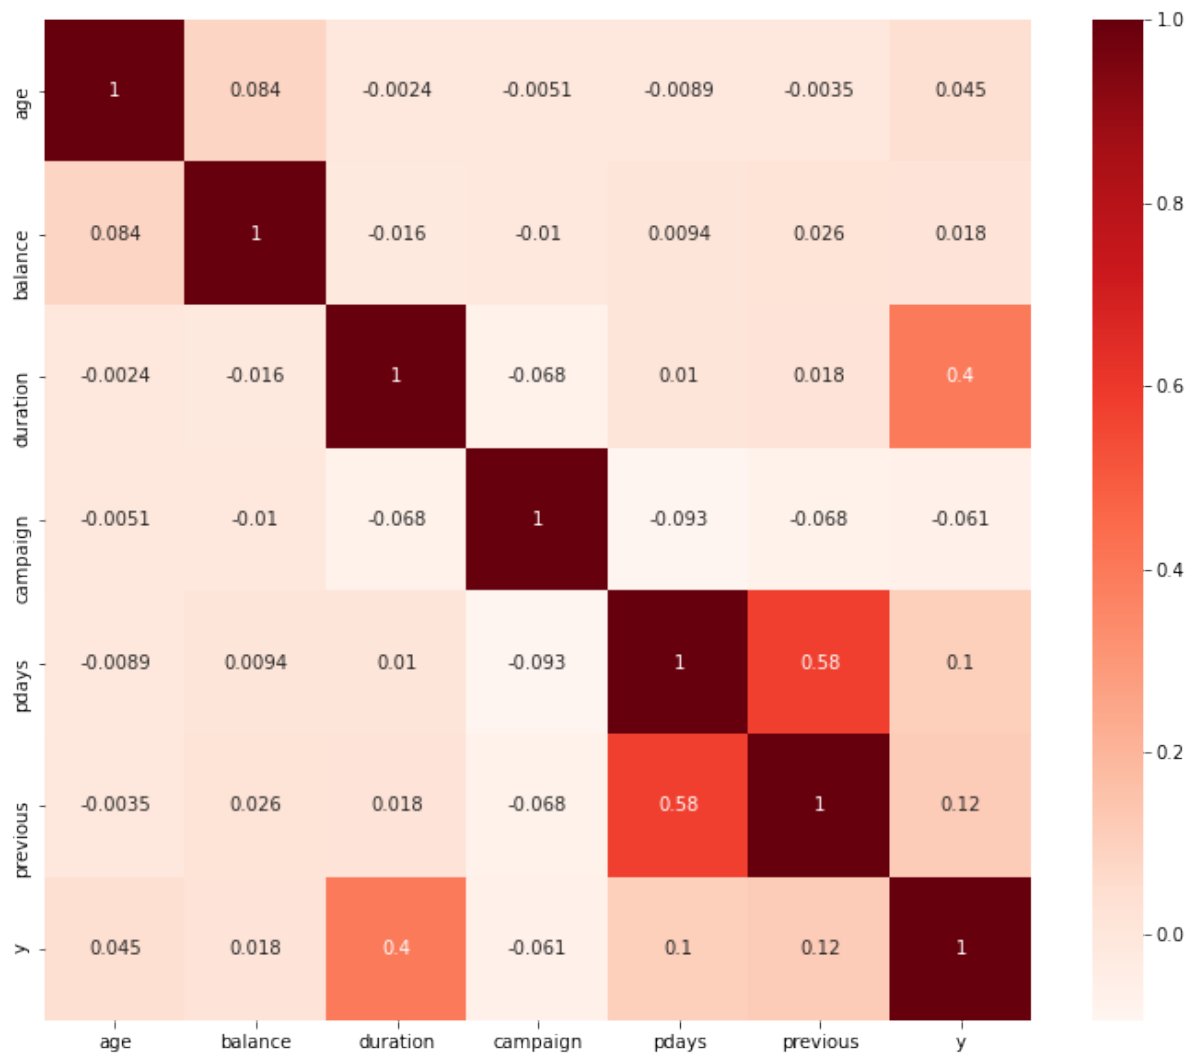 1.0
age 1 0.084 -0.0024 -0.0051 -0.0089 -0.0035 0.045
0.8
balance 0.084 1 -0.016 -0.01 0.0094 0.026 0.018
duration -0.0024 -0.016 1 -0.068 0.01 0.018 0.4
0.6
campaign -0.0051 -0.01 -0.068 1 -0.093 -0.068 -0.061
0.4
pdays -0.0089 0.0094 0.01 -0.093 1 0.58 0.1
0.2
previous -0.0035 0.026 0.018 -0.068 0.58 1 0.12
0.0
y 0.045 0.018 0.4 -0.061 0.1 0.12 1
age balance duration campaign pdays previous y